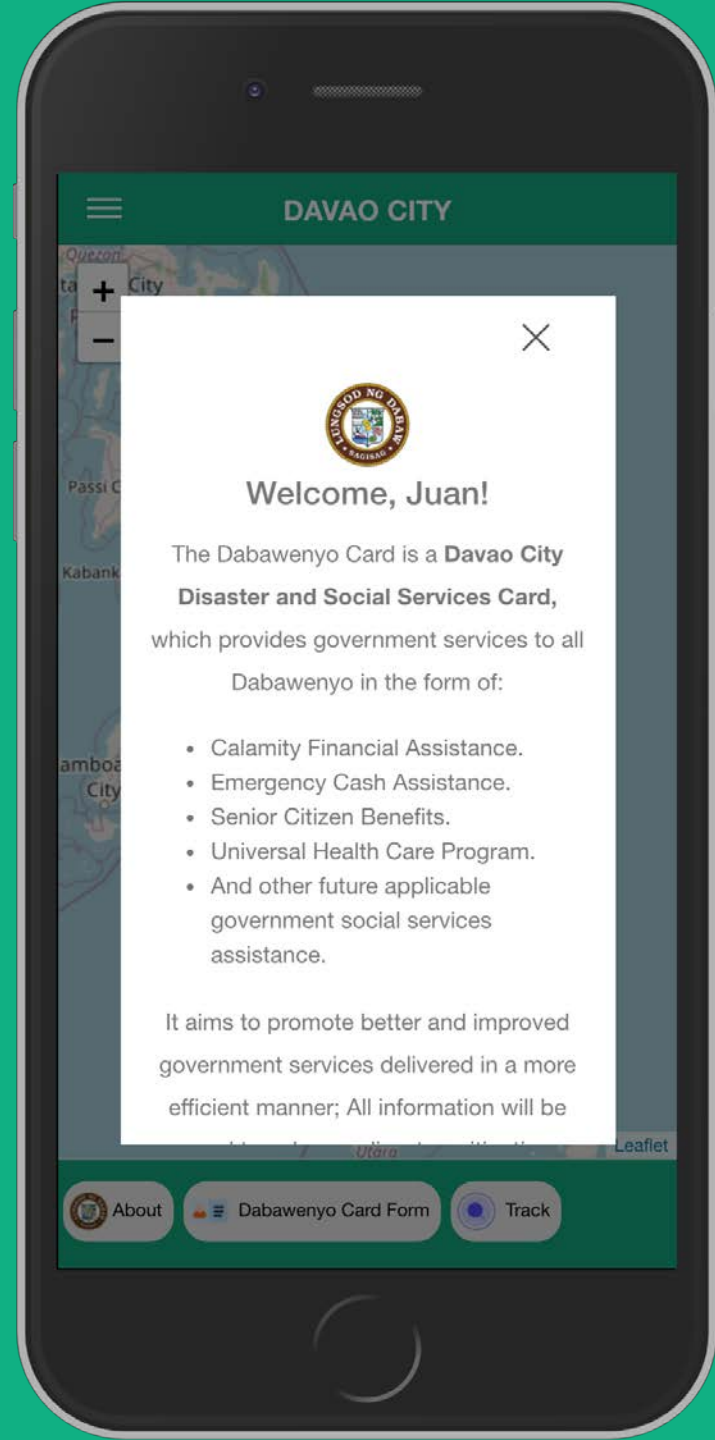 DAVAO CITY
Quezon
City
+
−
Passi C
Kabank
amboa
City
LUNGSOD NG DABAW
SAGISAG
Welcome, Juan!
The Dabawenyo Card is a Davao City
Disaster and Social Services Card,
which provides government services to all
Dabawenyo in the form of:
• Calamity Financial Assistance.
• Emergency Cash Assistance.
• Senior Citizen Benefits.
• Universal Health Care Program.
• And other future applicable
government social services
assistance.
It aims to promote better and improved
government services delivered in a more
efficient manner; All information will be
Utara
Leaflet
About
Dabawenyo Card Form
Track